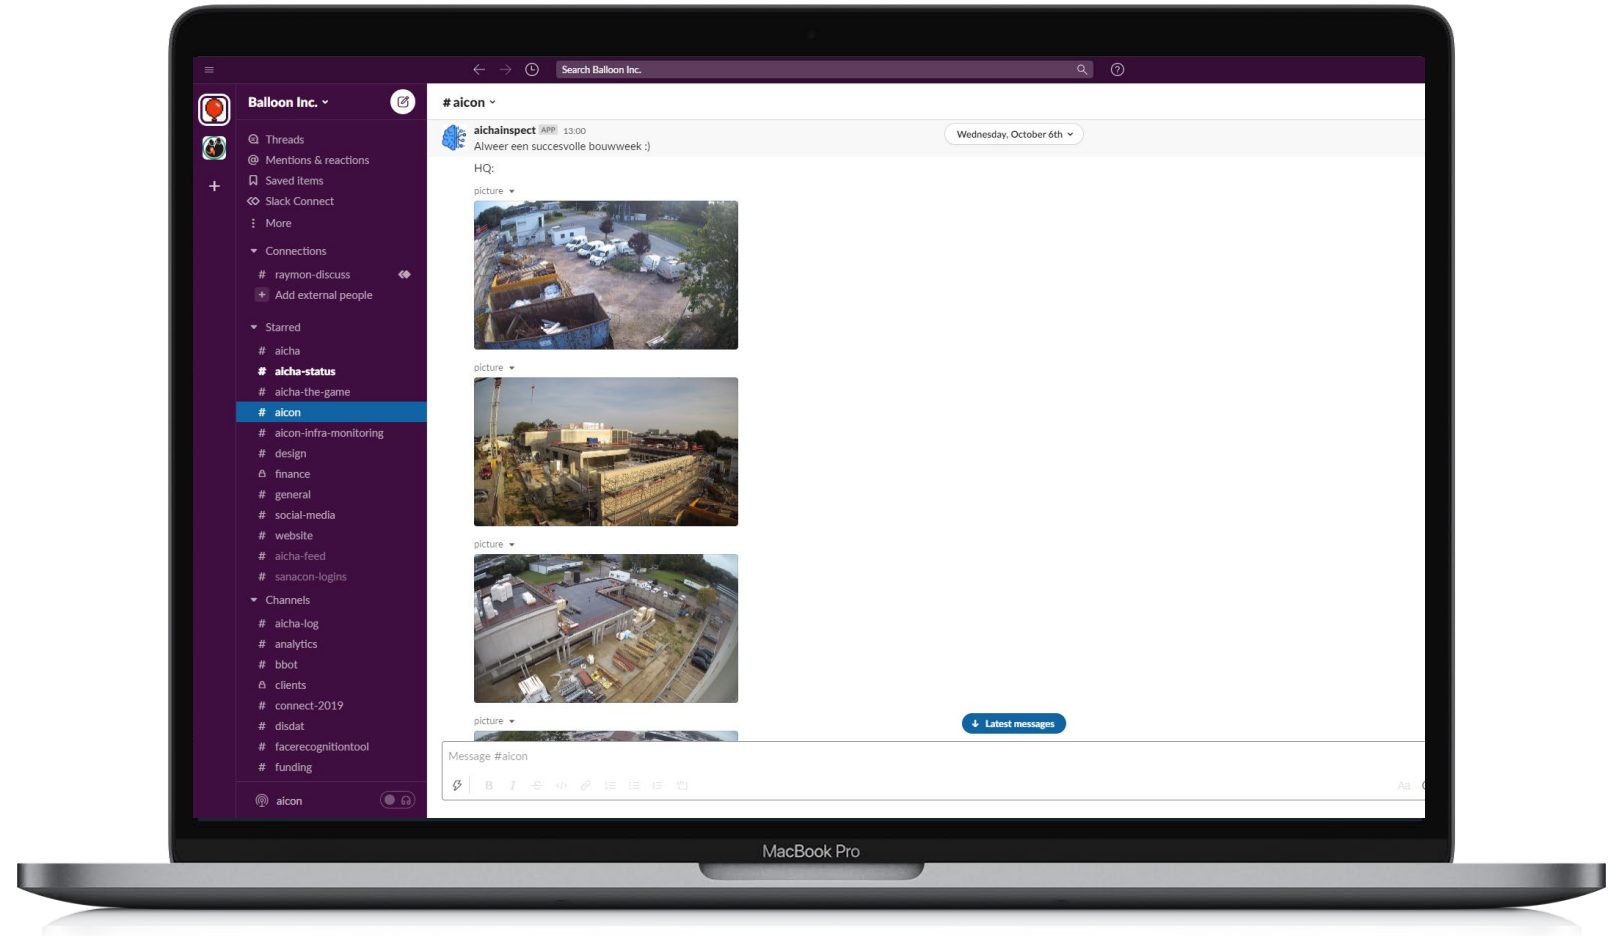 Search Balloon Inc.
Balloon Inc.
Threads
@ Mentions & reactions
Saved items
Slack Connect
More
Connections
# raymon-discuss
+ Add external people
Starred
# aicha
# aicha-status
# aicha-the-game
# aicon
# aicon-infra-monitoring
# design
finance
# general
# social-media
# website
# aicha-feed
# sanacon-logins
Channels
# aicha-log
# analytics
# bbot
clients
# connect-2019
# disdat
# facerecognitiontool
# funding
aicon
# aicon
aichainspect APP 13:00
Wednesday, October 6th
Alweer een succesvolle bouwweek :)
HQ:
picture
picture
picture
picture
Latest messages
Message #aicon
B I S </>
Aa
MacBook Pro